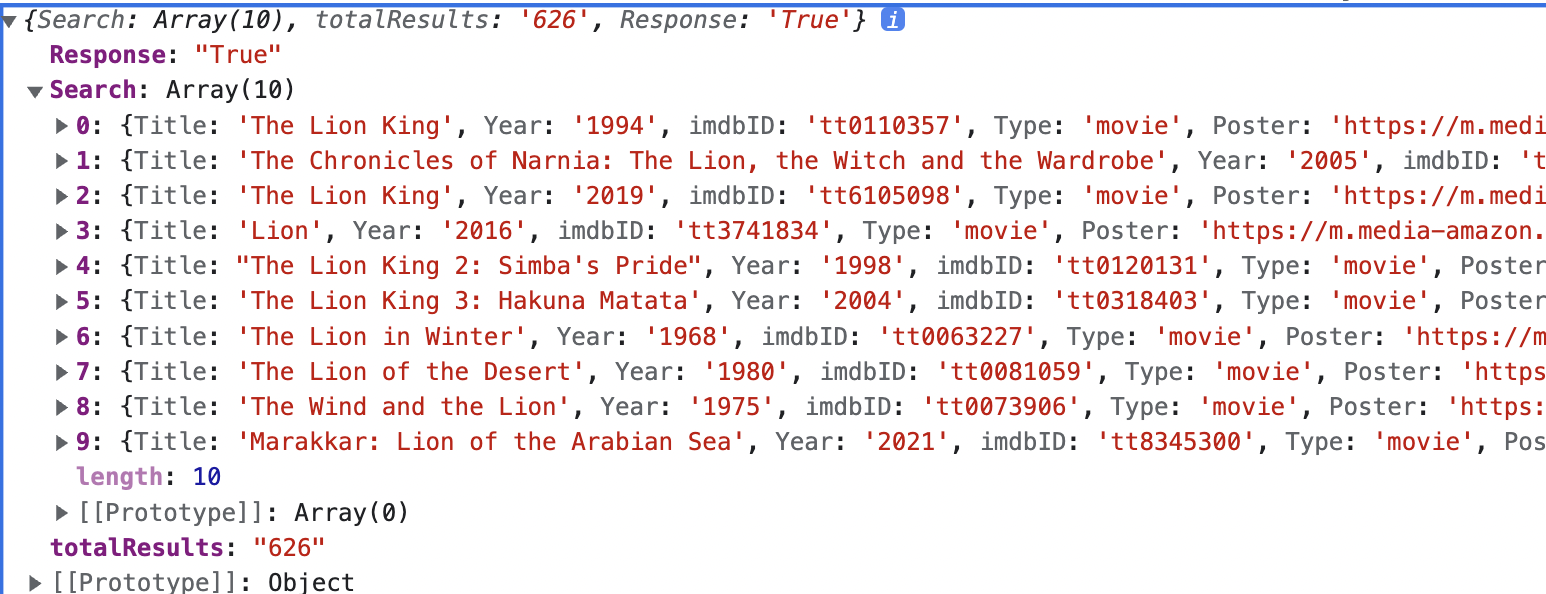 {Search: Array(10), totalResults: '626', Response: 'True'} i
Response: "True"
Search: Array(10)
0: {Title: 'The Lion King', Year: '1994', imdbID: 'tt0110357', Type: 'movie', Poster: 'https://m.medi
1: {Title: 'The Chronicles of Narnia: The Lion, the Witch and the Wardrobe', Year: '2005', imdbID: 't
2: {Title: 'The Lion King', Year: '2019', imdbID: 'tt6105098', Type: 'movie', Poster: 'https://m.medi
3: {Title: 'Lion', Year: '2016', imdbID: 'tt3741834', Type: 'movie', Poster: 'https://m.media-amazon.
4: {Title: "The Lion King 2: Simba's Pride", Year: '1998', imdbID: 'tt0120131', Type: 'movie', Poster
5: {Title: 'The Lion King 3: Hakuna Matata', Year: '2004', imdbID: 'tt0318403', Type: 'movie', Poster
6: {Title: 'The Lion in Winter', Year: '1968', imdbID: 'tt0063227', Type: 'movie', Poster: 'https://m
7: {Title: 'The Lion of the Desert', Year: '1980', imdbID: 'tt0081059', Type: 'movie', Poster: 'https
8: {Title: 'The Wind and the Lion', Year: '1975', imdbID: 'tt0073906', Type: 'movie', Poster: 'https:
9: {Title: 'Marakkar: Lion of the Arabian Sea', Year: '2021', imdbID: 'tt8345300', Type: 'movie', Pos
length: 10
[[Prototype]]: Array(0)
totalResults: "626"
[[Prototype]]: Object